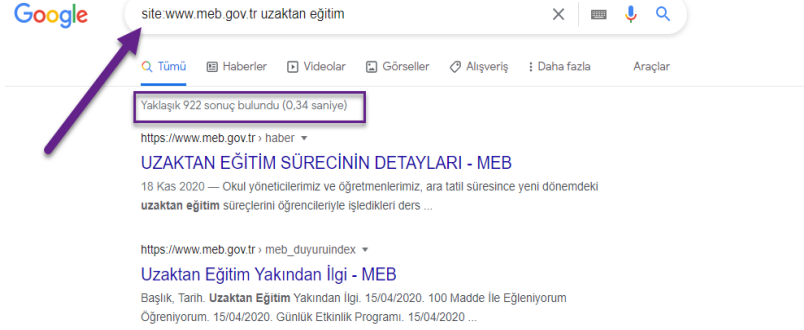 Google
site:www.meb.gov.tr uzaktan eğitim
Tümü Haberler Videolar Görseller Alışveriş Daha fazla Araçlar
Yaklaşık 922 sonuç bulundu (0,34 saniye)
https://www.meb.gov.tr › haber
UZAKTAN EĞİTİM SÜRECİNİN DETAYLARI - MEB
18 Kas 2020 — Okul yöneticilerimiz ve öğretmenlerimiz, ara tatil süresince yeni dönemdeki
uzaktan eğitim süreçlerini öğrencileriyle işledikleri ders ...
https://www.meb.gov.tr › meb_duyuruindex
Uzaktan Eğitim Yakından İlgi - MEB
Başlık, Tarih. Uzaktan Eğitim Yakından İlgi. 15/04/2020. 100 Madde İle Eğleniyorum
Öğreniyorum. 15/04/2020. Günlük Etkinlik Programı. 15/04/2020 ...